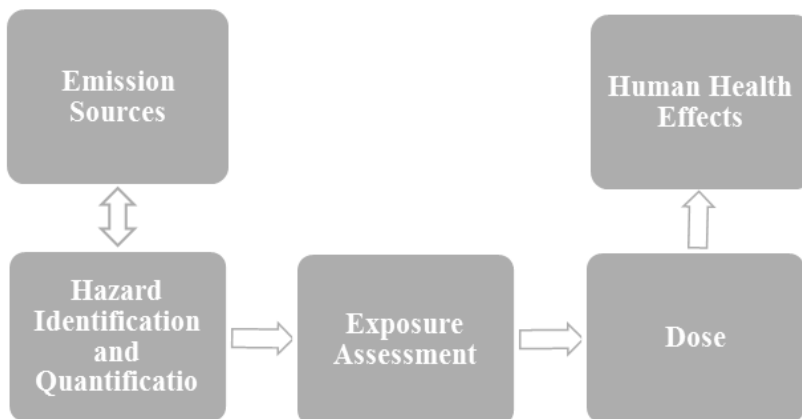 Emission
Sources
Human Health
Effects
Hazard
Identification
and
Quantificatio
Exposure
Assessment
Dose